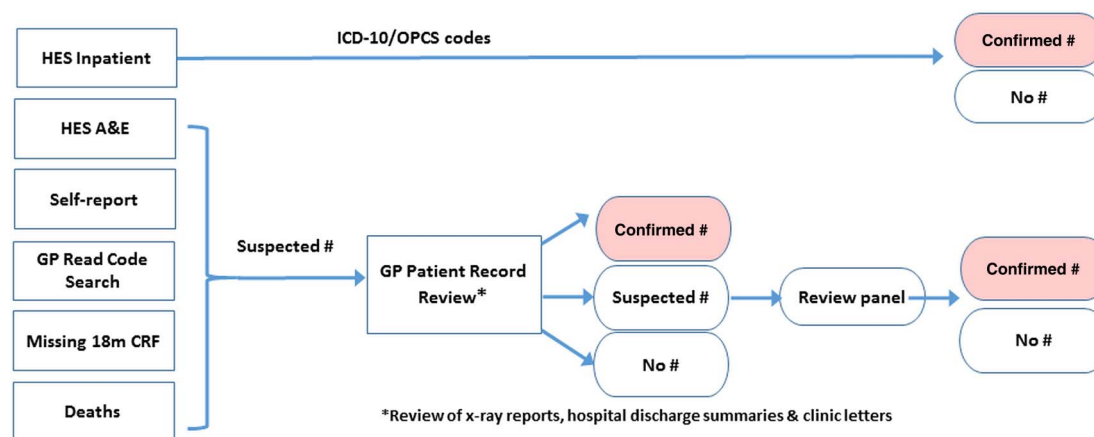 HES Inpatient
ICD-10/OPCS codes
Confirmed #
No #
HES A&E
Self-report
GP Read Code
Search
Missing 18m CRF
Deaths
Suspected #
GP Patient Record
Review*
Confirmed #
Suspected #
No #
Review panel
Confirmed #
No #
*Review of x-ray reports, hospital discharge summaries & clinic letters